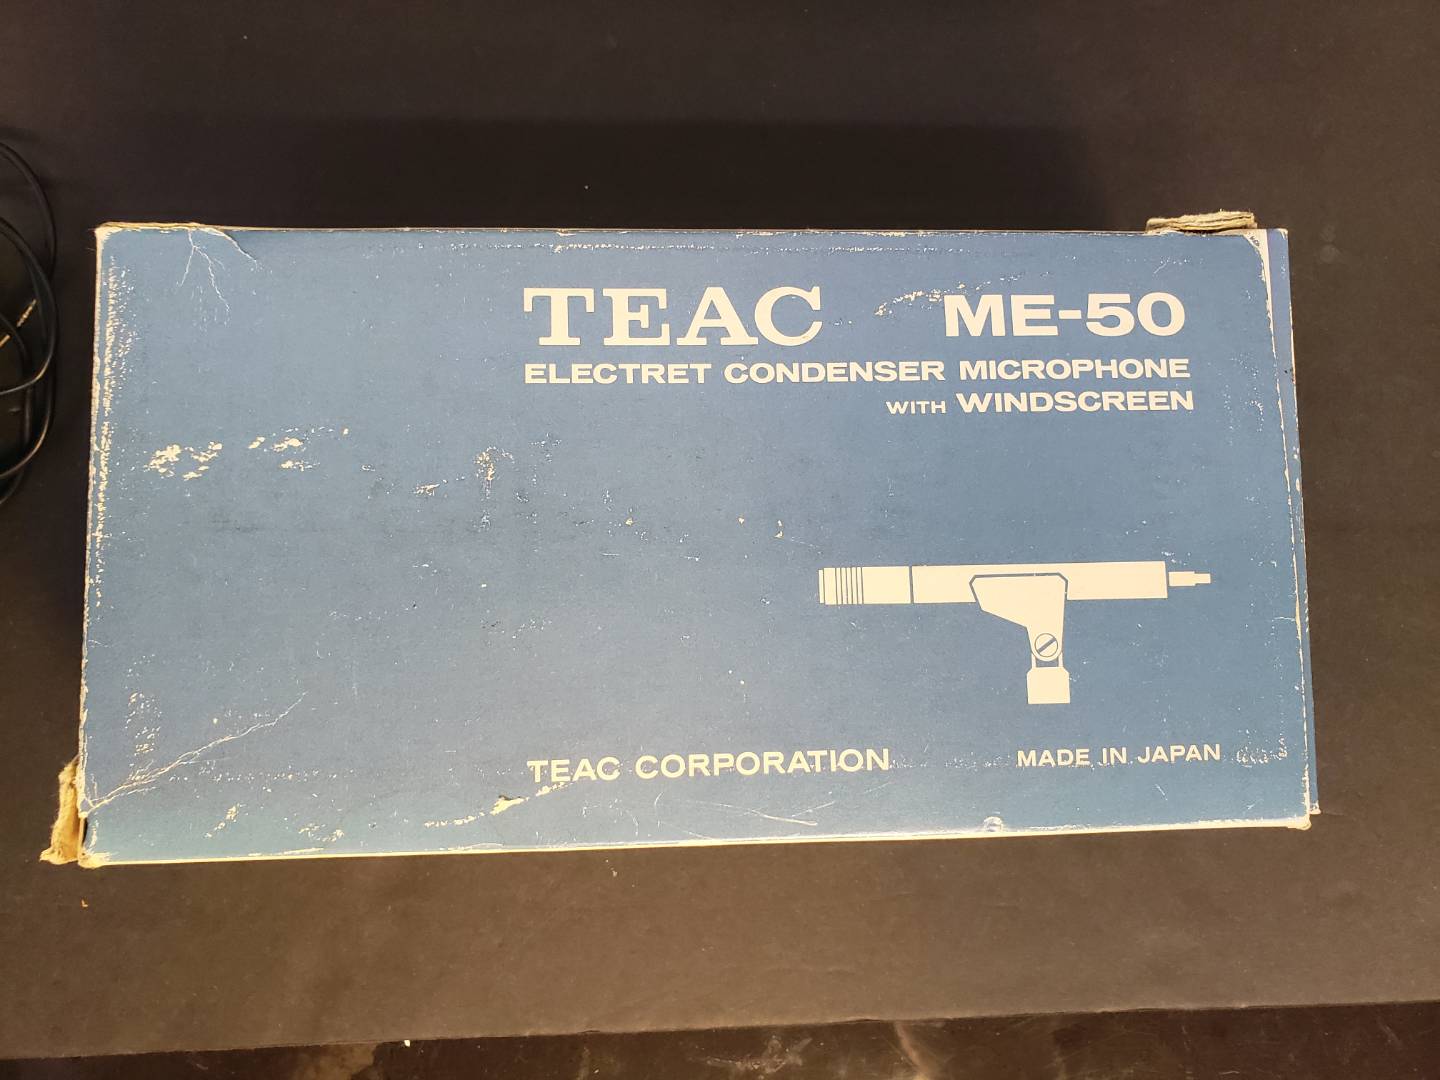 TEAC ME-50
ELECTRET CONDENSER MICROPHONE
WITH WINDSCREEN
TEAC CORPORATION MADE IN JAPAN